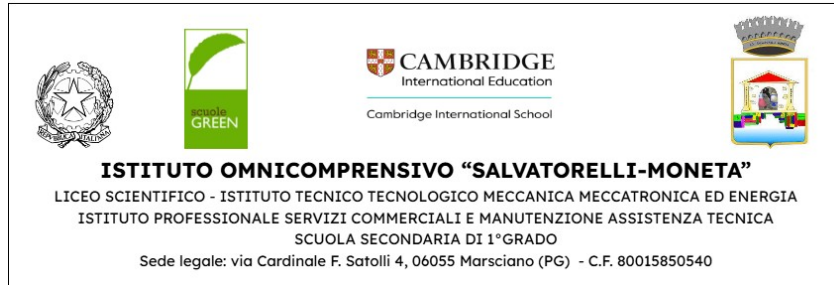 REPVBBLICA ITALIANA
scuole
GREEN
CAMBRIDGE
International Education
Cambridge International School
ISTITUTO OMNICOMPRENSIVO “SALVATORELLI-MONETA”
LICEO SCIENTIFICO - ISTITUTO TECNICO TECNOLOGICO MECCANICA MECCATRONICA ED ENERGIA
ISTITUTO PROFESSIONALE SERVIZI COMMERCIALI E MANUTENZIONE ASSISTENZA TECNICA
SCUOLA SECONDARIA DI 1°GRADO
Sede legale: via Cardinale F. Satolli 4, 06055 Marsciano (PG) - C.F. 80015850540